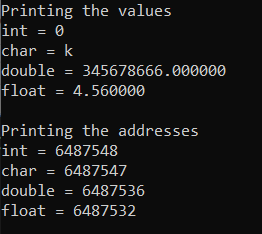 Printing the values
int = 0
char = k
double = 345678666.000000
float = 4.560000
Printing the addresses
int = 6487548
char = 6487547
double = 6487536
float = 6487532